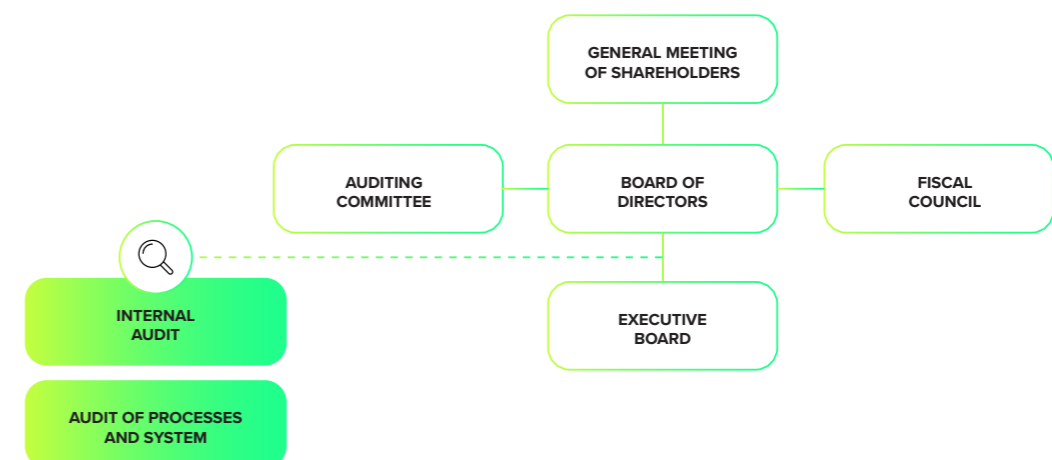 GENERAL MEETING
OF SHAREHOLDERS
AUDITING
COMMITTEE
BOARD OF
DIRECTORS
FISCAL
COUNCIL
INTERNAL
AUDIT
EXECUTIVE
BOARD
AUDIT OF PROCESSES
AND SYSTEM